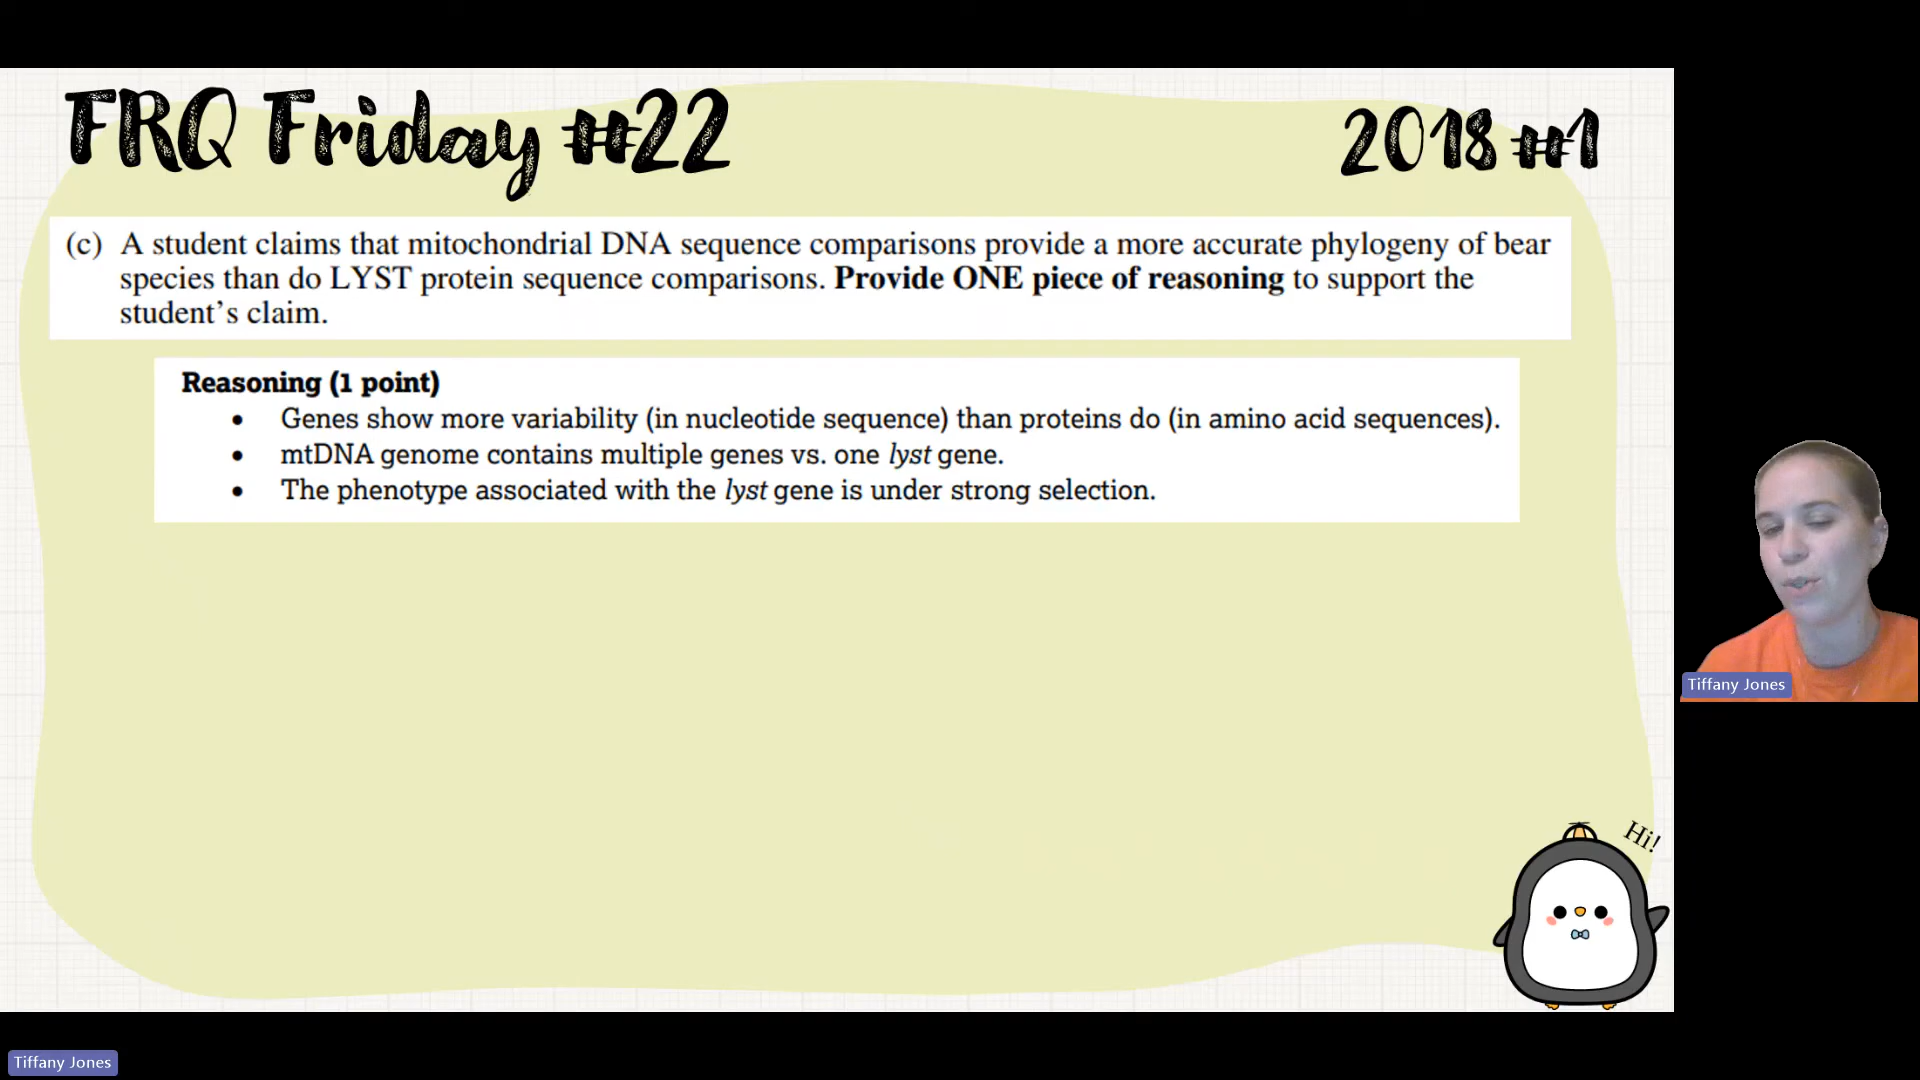 FRQ Friday #22
2018 #1
(c) A student claims that mitochondrial DNA sequence comparisons provide a more accurate phylogeny of bear
species than do LYST protein sequence comparisons. Provide ONE piece of reasoning to support the
student’s claim.
Reasoning (1 point)
• Genes show more variability (in nucleotide sequence) than proteins do (in amino acid sequences).
• mtDNA genome contains multiple genes vs. one lyst gene.
• The phenotype associated with the lyst gene is under strong selection.
Tiffany Jones
Hi!
Tiffany Jones